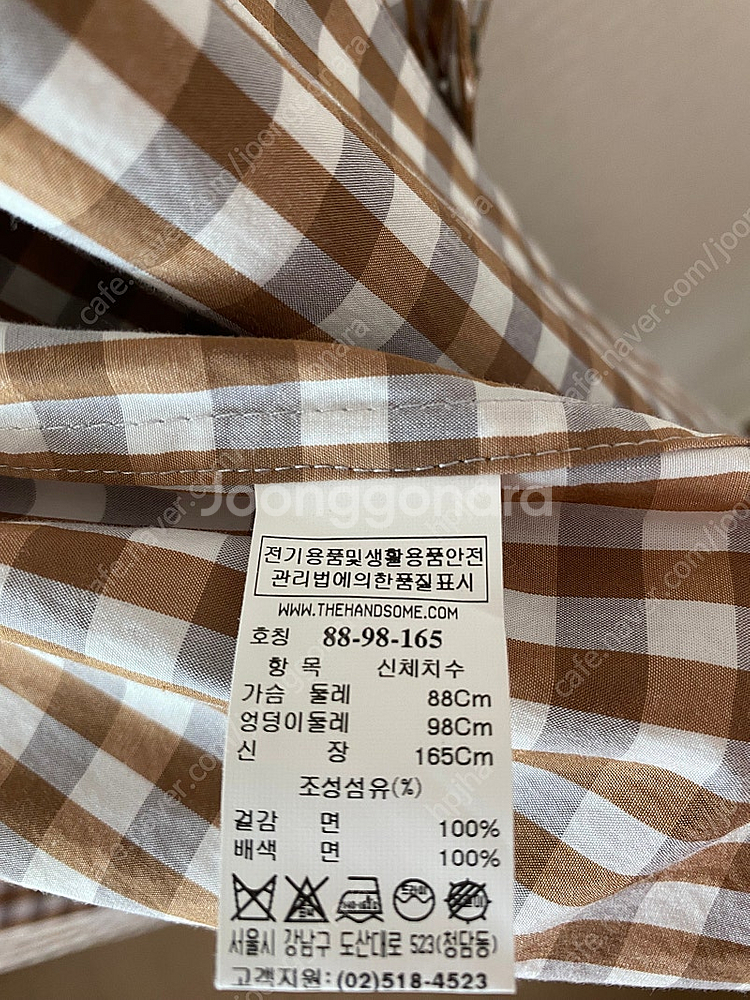 Joonggonara
전기용품및생활용품안전
관리법에의한품질표시
WWW.THEHANDSOME.COM
호칭 88-98-165
항 목 신체치수
가슴 둘레 88Cm
엉덩이둘레 98Cm
신 장 165Cm
조성섬유(%)
겉감 면 100%
배색 면 100%
서울시 강남구 도산대로 523(청담동)
고객지원: (02)518-4523